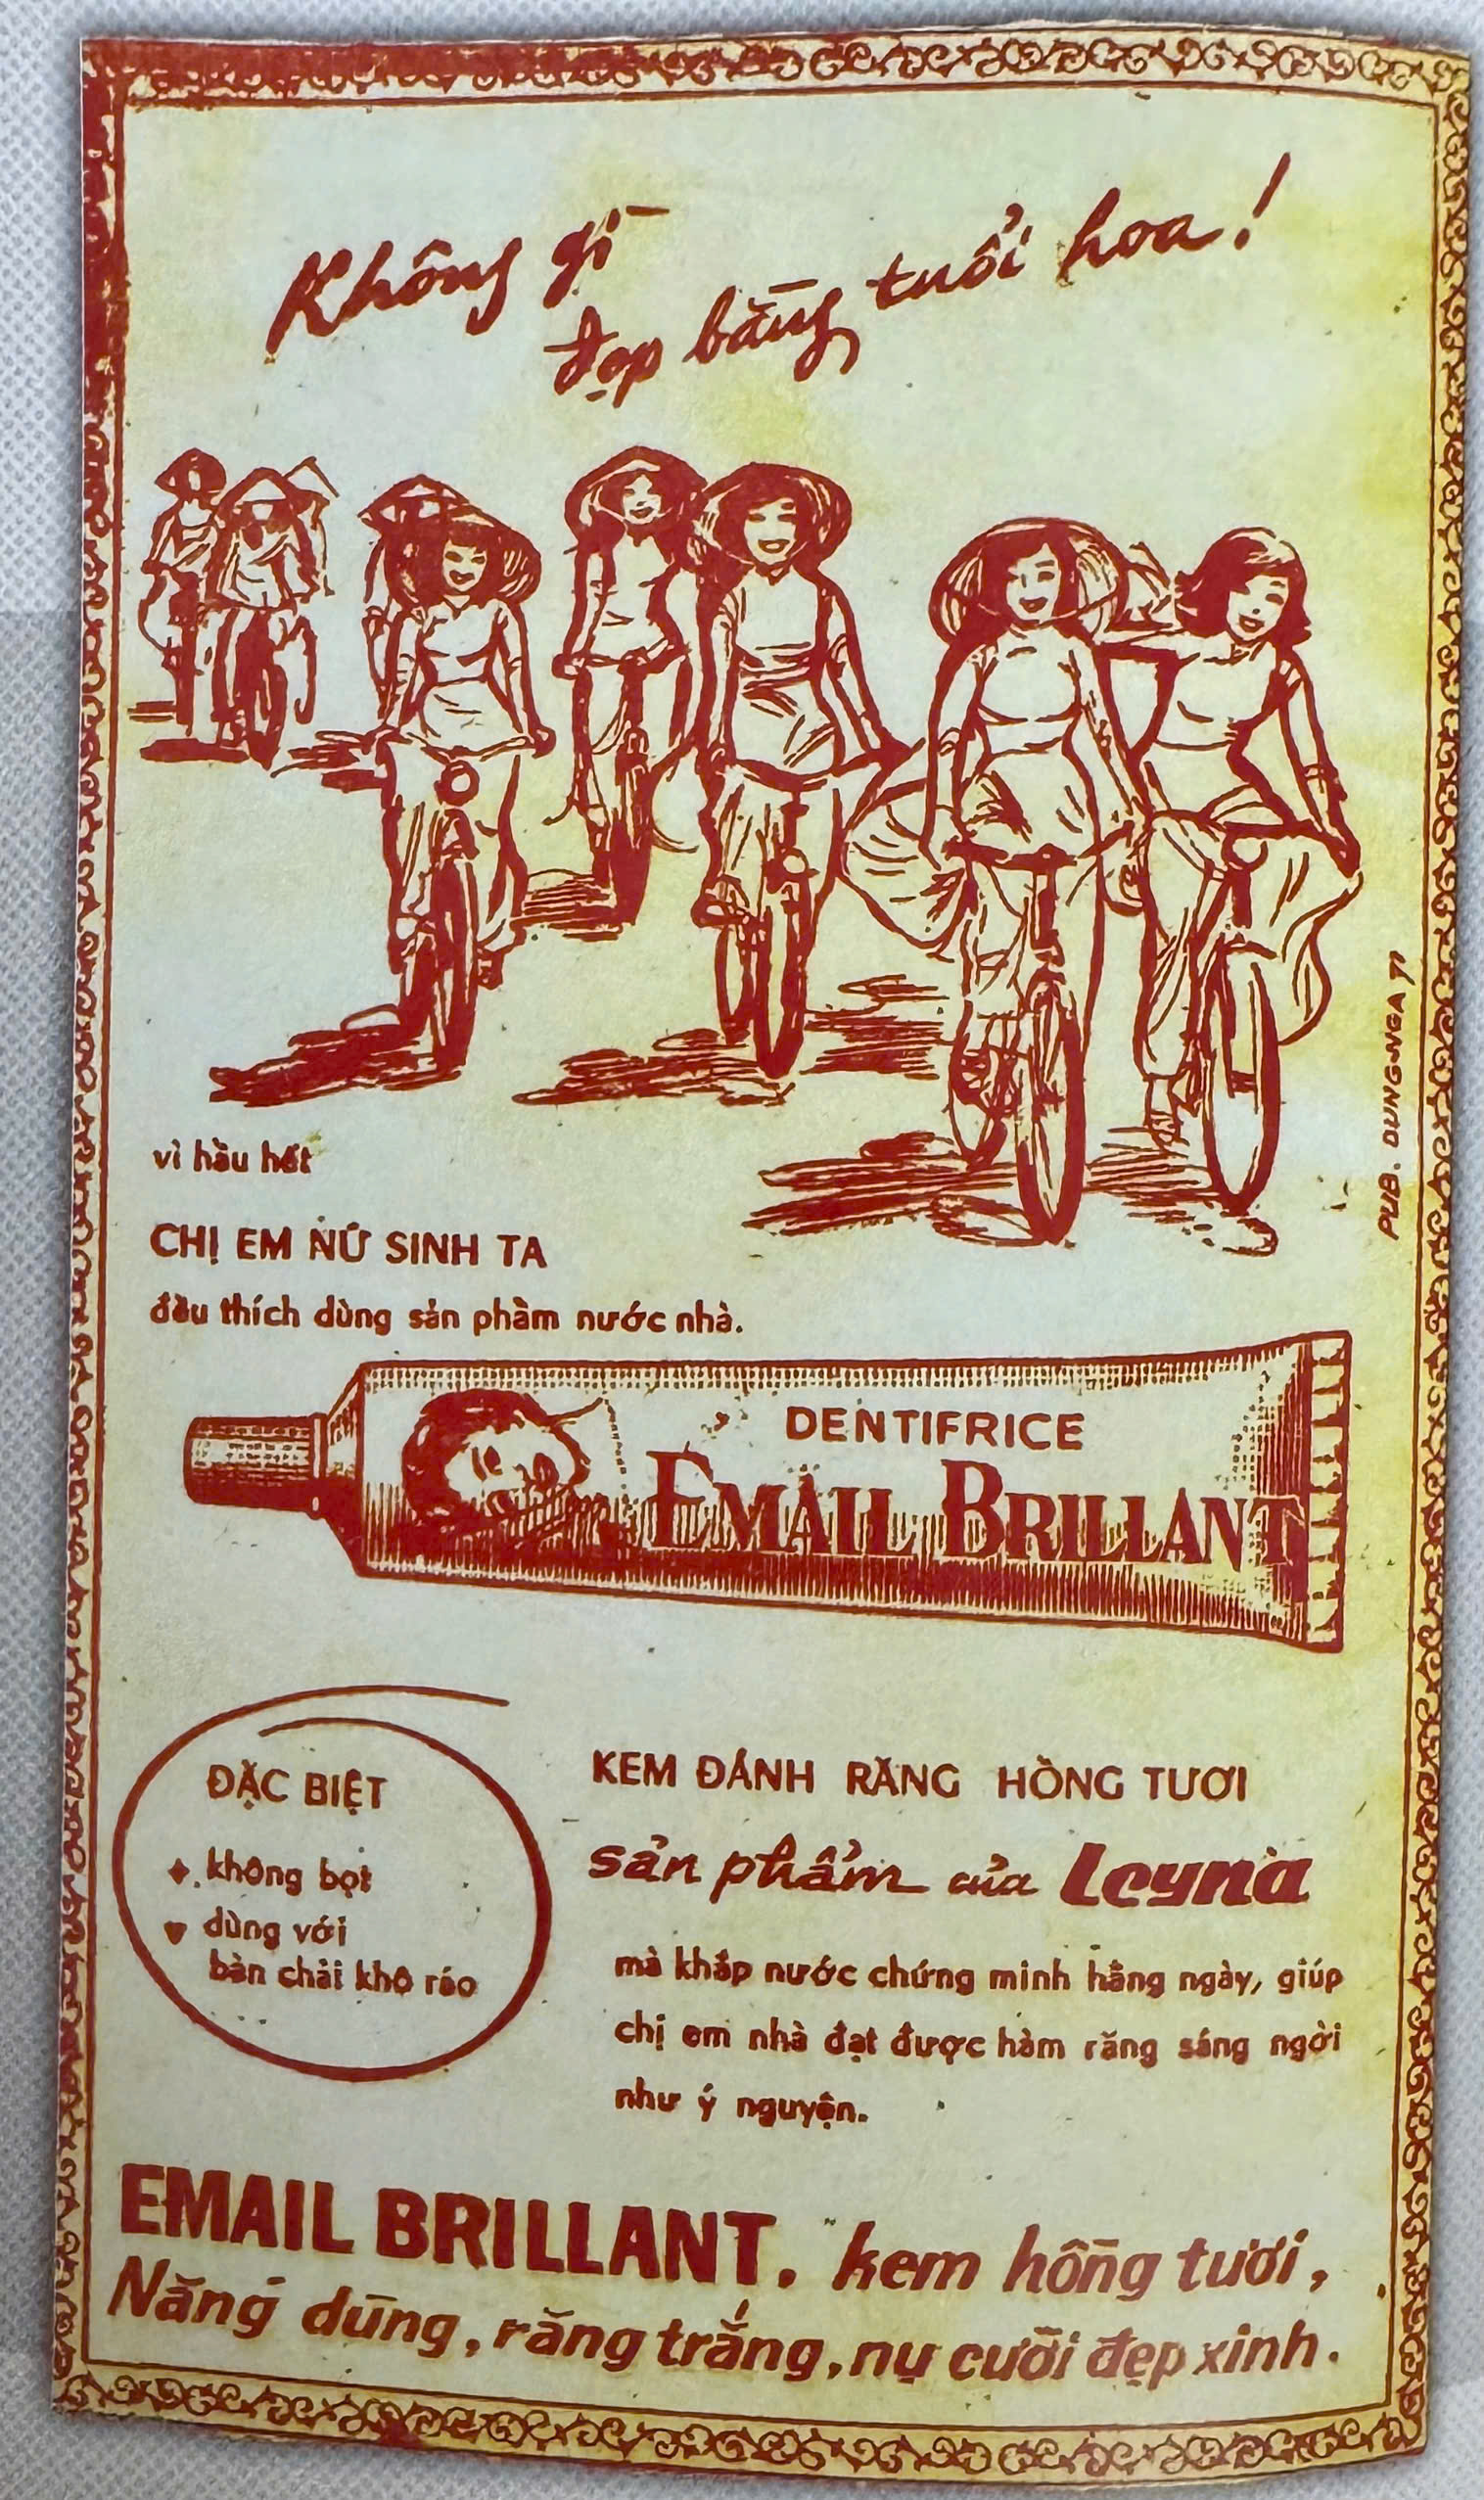 Không gì
đẹp bằng tuổi hoa!
PUB. DUNG-NGA 71
vì hầu hết
CHỊ EM NỮ SINH TA
đều thích dùng sản phẩm nước nhà.
DENTIFRICE
EMAIL BRILLANT
ĐẶC BIỆT
không bọt
dùng với
bàn chải khô ráo
KEM ĐÁNH RĂNG HỒNG TƯƠI
sản phẩm của Leyna
mà khắp nước chứng minh hằng ngày, giúp
chị em nhà đạt được hàm răng sáng ngời
như ý nguyện.
EMAIL BRILLANT. kem hồng tươi,
Năng dùng, răng trắng, nụ cười đẹp xinh.